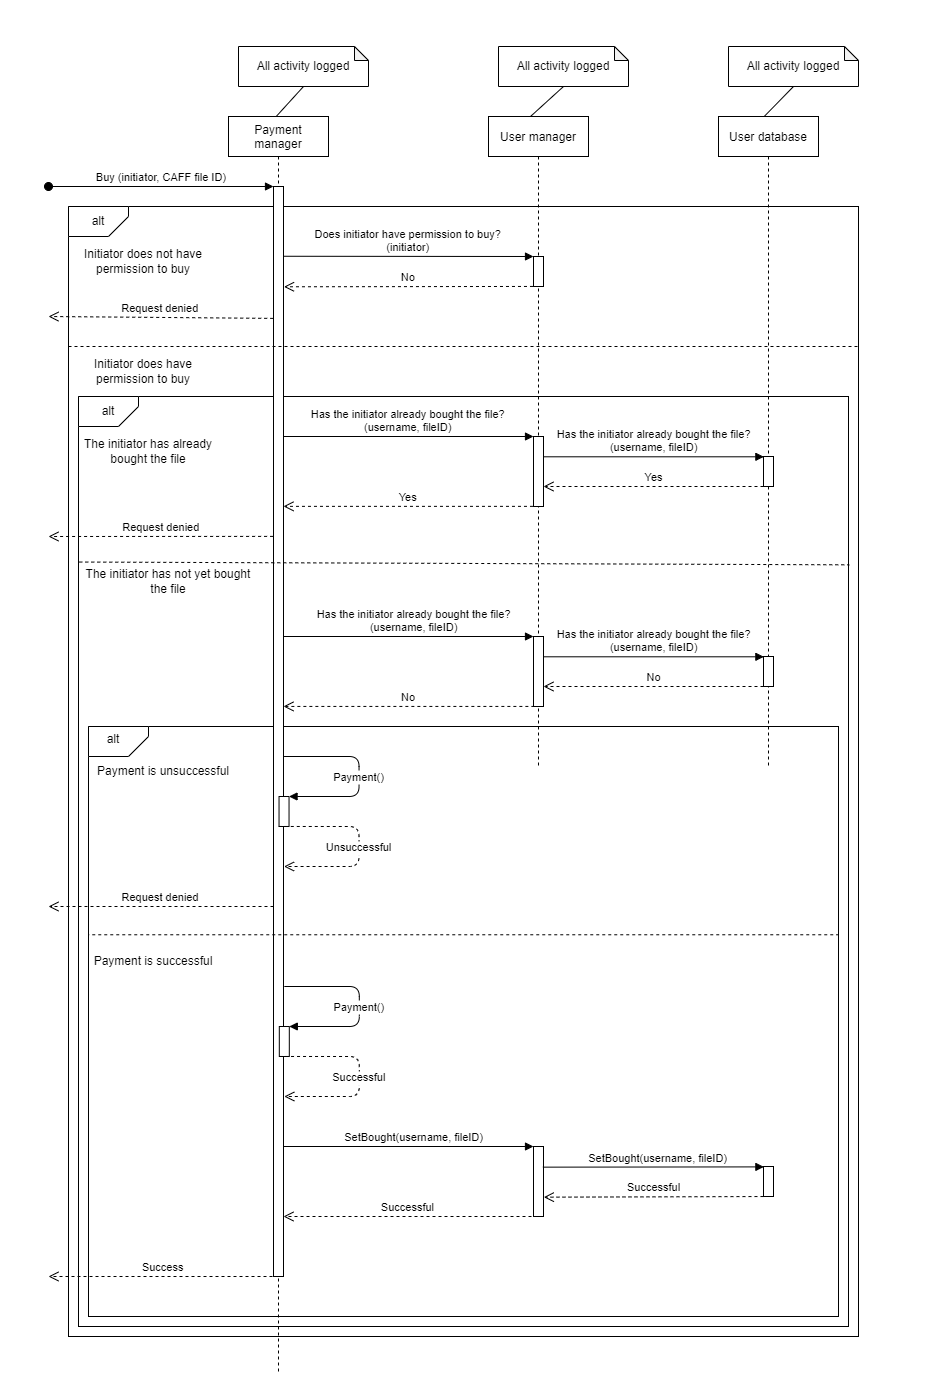 All activity logged
All activity logged
All activity logged
Payment
manager
User manager
User database
Buy (initiator, CAFF file ID)
alt
Initiator does not have
permission to buy
Does initiator have permission to buy?
(initiator)
No
Request denied
Initiator does have
permission to buy
alt
The initiator has already
bought the file
Has the initiator already bought the file?
(username, fileID)
Has the initiator already bought the file?
(username, fileID)
Yes
Yes
Request denied
The initiator has not yet bought
the file
Has the initiator already bought the file?
(username, fileID)
Has the initiator already bought the file?
(username, fileID)
No
No
alt
Payment is unsuccessful
Payment()
Unsuccessful
Request denied
Payment is successful
Payment()
Successful
SetBought(username, fileID)
SetBought(username, fileID)
Successful
Successful
Success